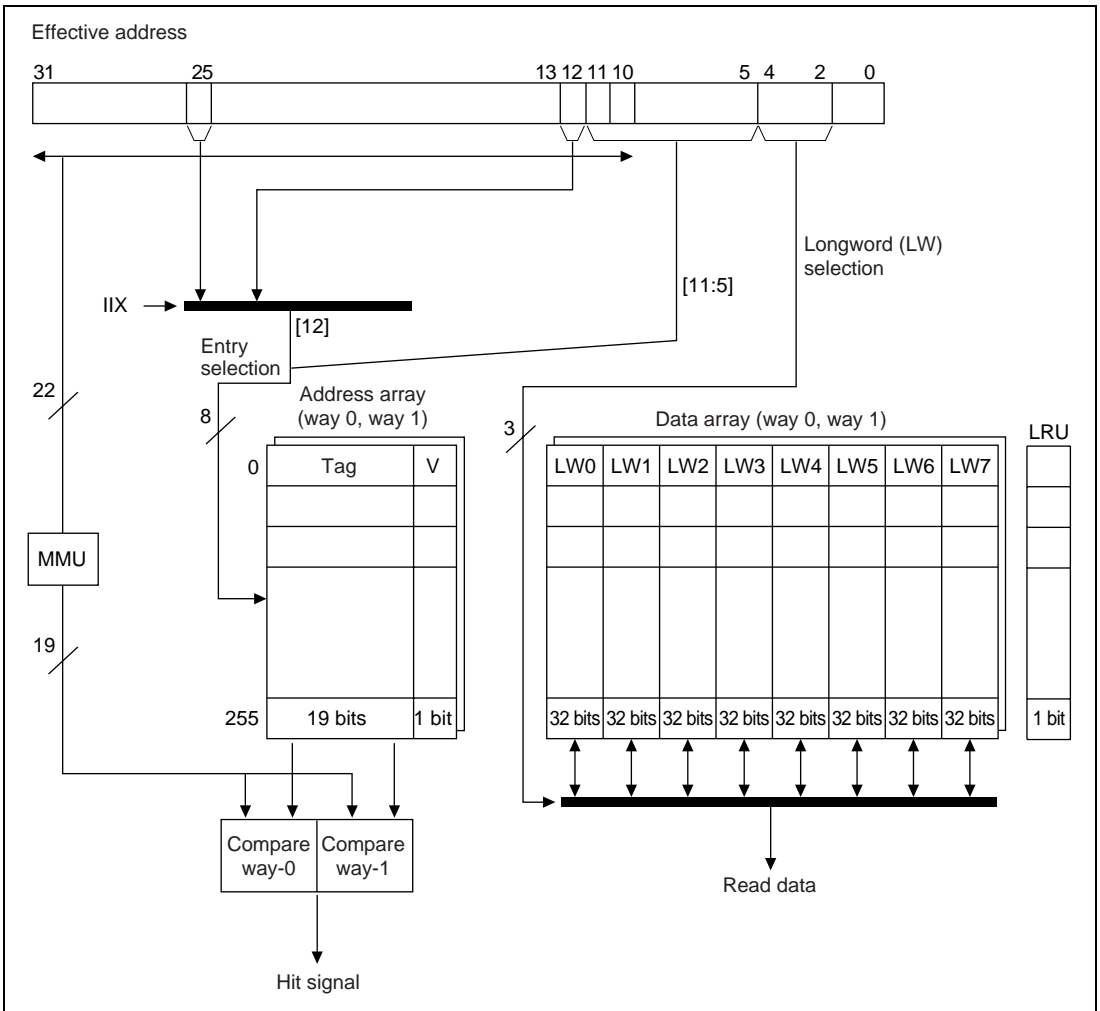 Effective address
31 25 13 12 11 10 5 4 2 0
Longword (LW)
selection
[11:5]
IIX
[12]
Entry
selection
22
8
Address array
(way 0, way 1)
3
Data array (way 0, way 1)
LRU
0 Tag V
LW0 LW1 LW2 LW3 LW4 LW5 LW6 LW7
MMU
19
255 19 bits 1 bit
32 bits 32 bits 32 bits 32 bits 32 bits 32 bits 32 bits 32 bits
1 bit
Compare
way-0
Compare
way-1
Read data
Hit signal